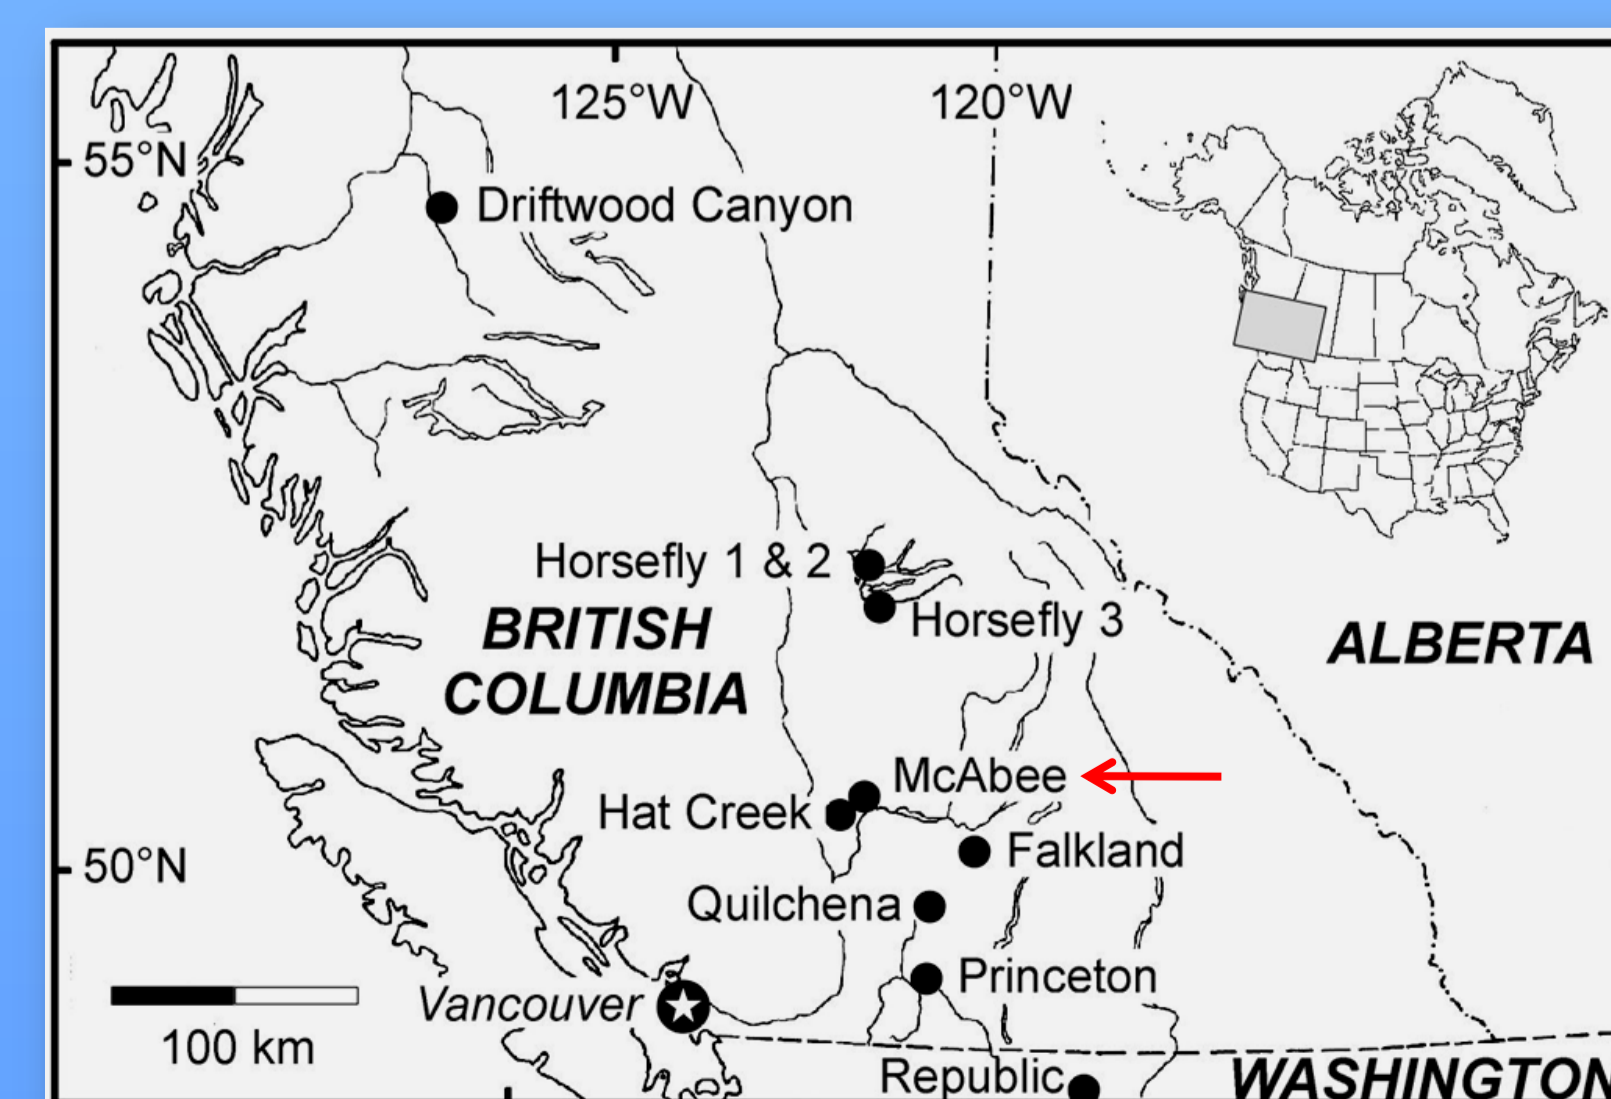 125°W
120°W
55°N
Driftwood Canyon
Horsefly 1 & 2
Horsefly 3
BRITISH
COLUMBIA
ALBERTA
McAbee
Hat Creek
Falkland
50°N
Quilchena
Princeton
Vancouver
100 km
Republic
WASHINGTON